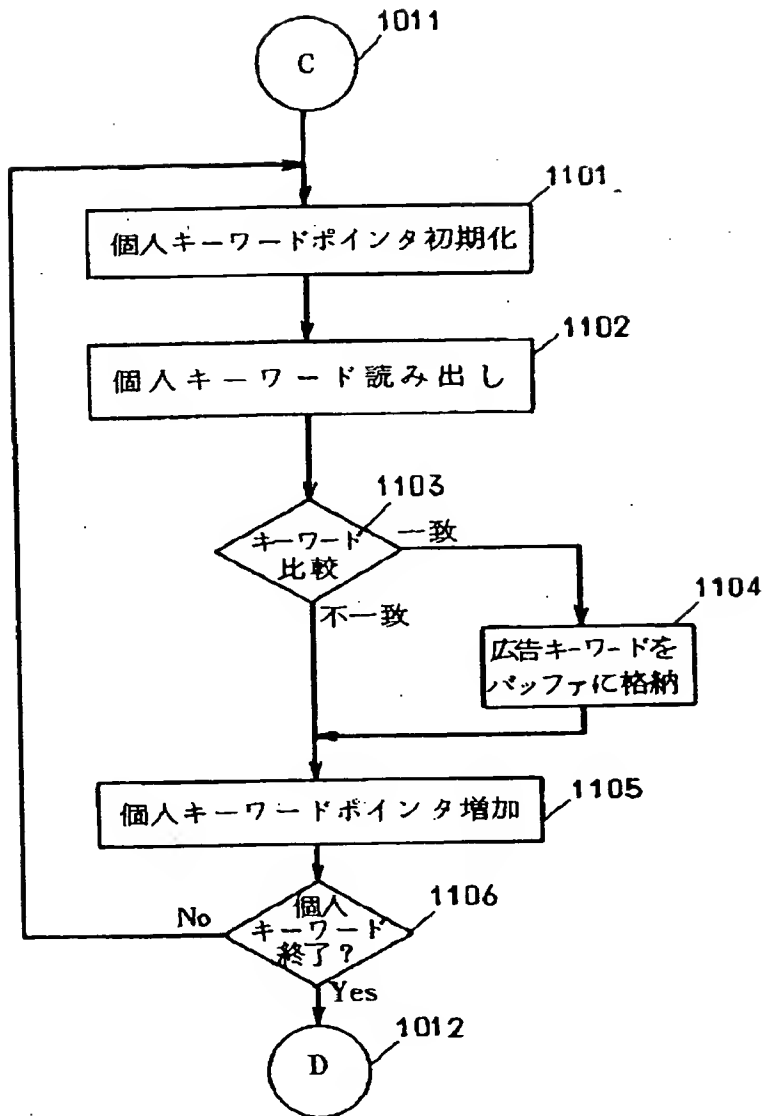 1011
C
1101
個人キーワードポインタ初期化
1102
個人キーワード読み出し
1103
キーワード
比較
一致
不一致
1104
広告キーワードを
バッファに格納
1105
個人キーワードポインタ増加
1106
個人
キーワード
終了?
No
Yes
1012
D